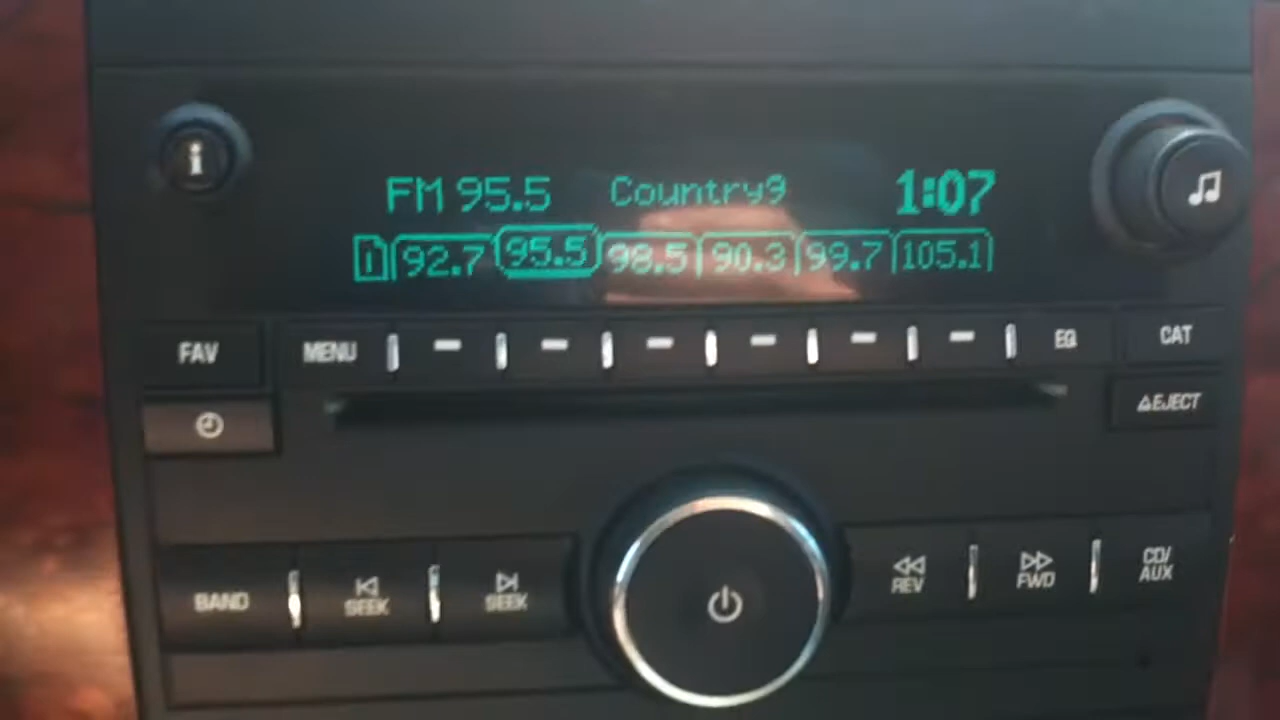 i
FM 95.5 Country9 1:07
1 92.7 95.5 98.5 90.3 99.7 105.1
FAV MENU EQ CAT
EJECT
BAND SEEK SEEK REV FWD CD/
AUX